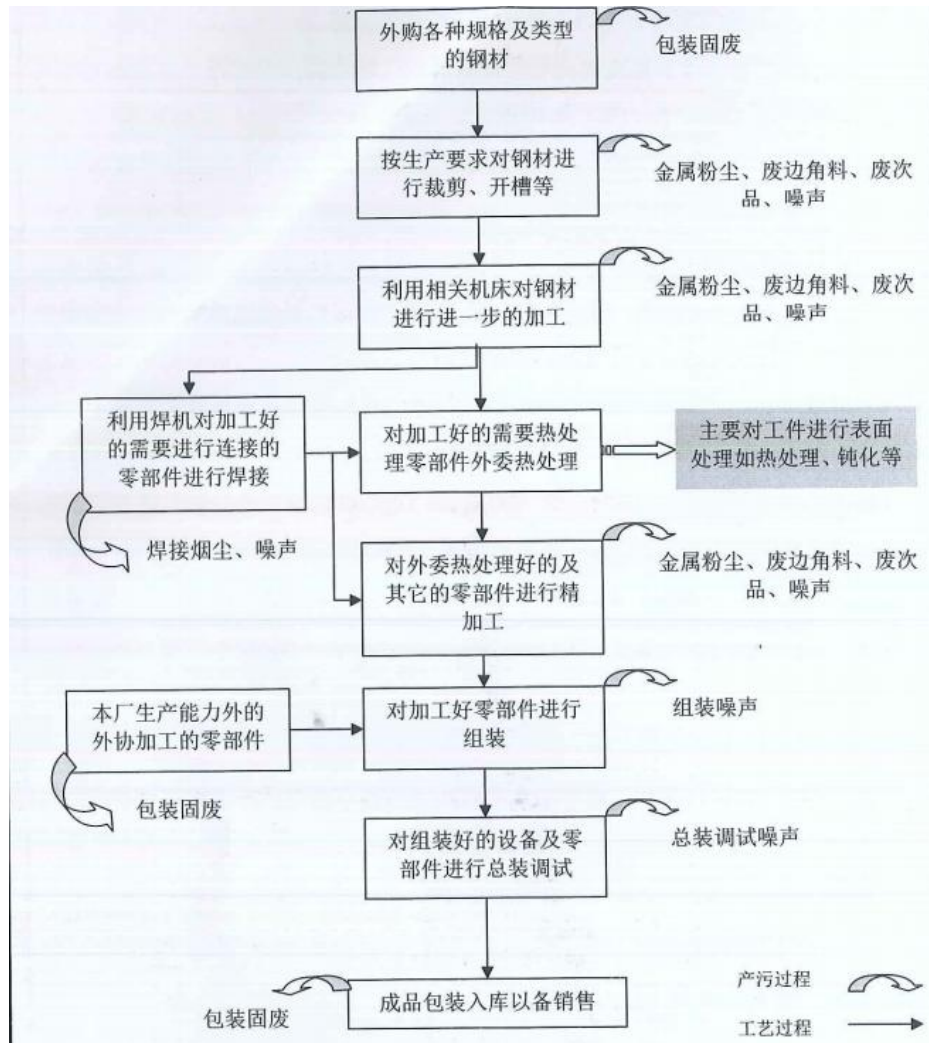 外购各种规格及类型
的钢材
包装固废
按生产要求对钢材进
行裁剪、开槽等
金属粉尘、废边角料、废次
品、噪声
利用相关机床对钢材
进行进一步的加工
金属粉尘、废边角料、废次
品、噪声
利用焊机对加工好
的需要进行连接的
零部件进行焊接
对加工好的需要热处
理零部件外委热处理
主要对工件进行表面
处理如热处理、钝化等
焊接烟尘、噪声
对外委热处理好的及
其它的零部件进行精
加工
金属粉尘、废边角料、废次
品、噪声
本厂生产能力外的
外协加工的零部件
对加工好零部件进行
组装
组装噪声
包装固废
对组装好的设备及零
部件进行总装调试
总装调试噪声
成品包装入库以备销售
包装固废
产污过程
工艺过程